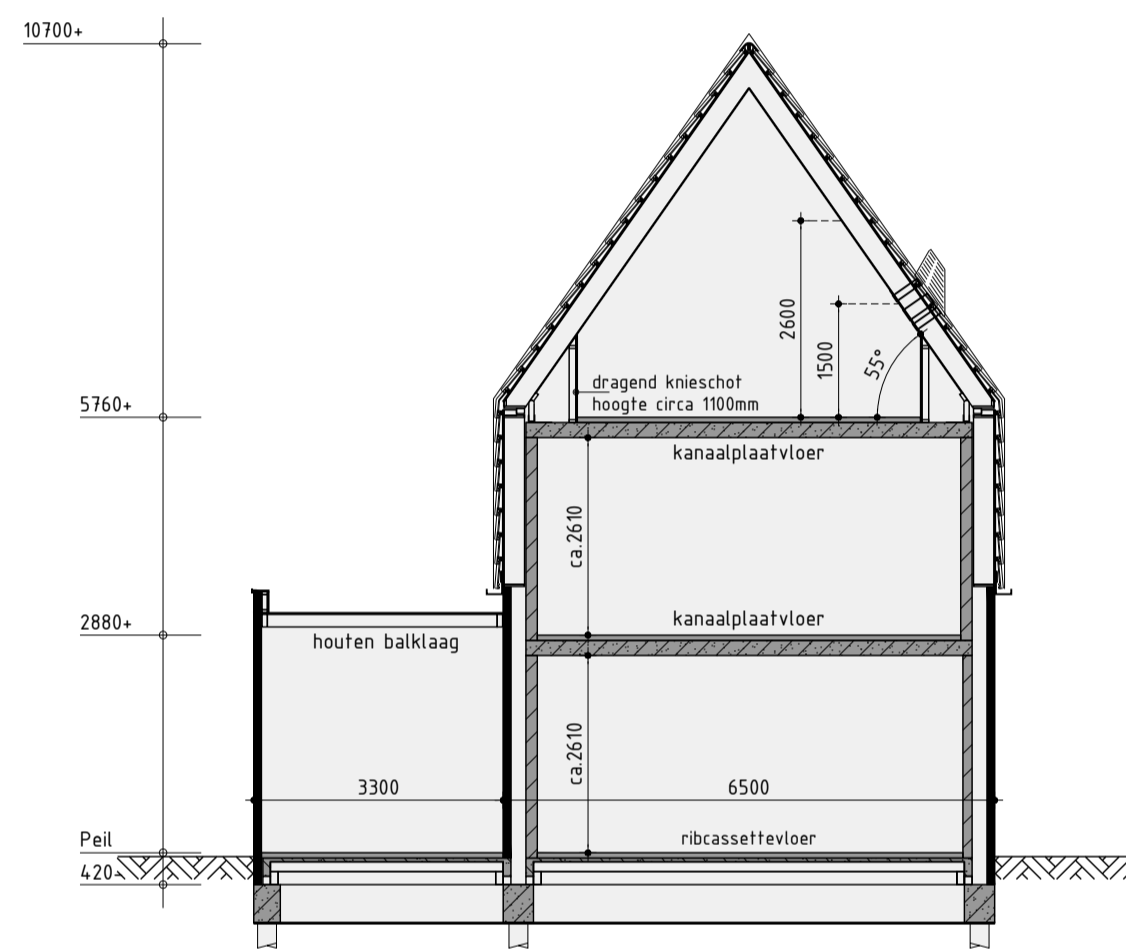 10700+
2600
1500
55°
dragend knieschot
hoogte circa 1100mm
5760+
kanaalplaatvloer
ca.2610
kanaalplaatvloer
2880+
houten balklaag
ca.2610
3300
6500
Peil
ribcassettevloer
420-